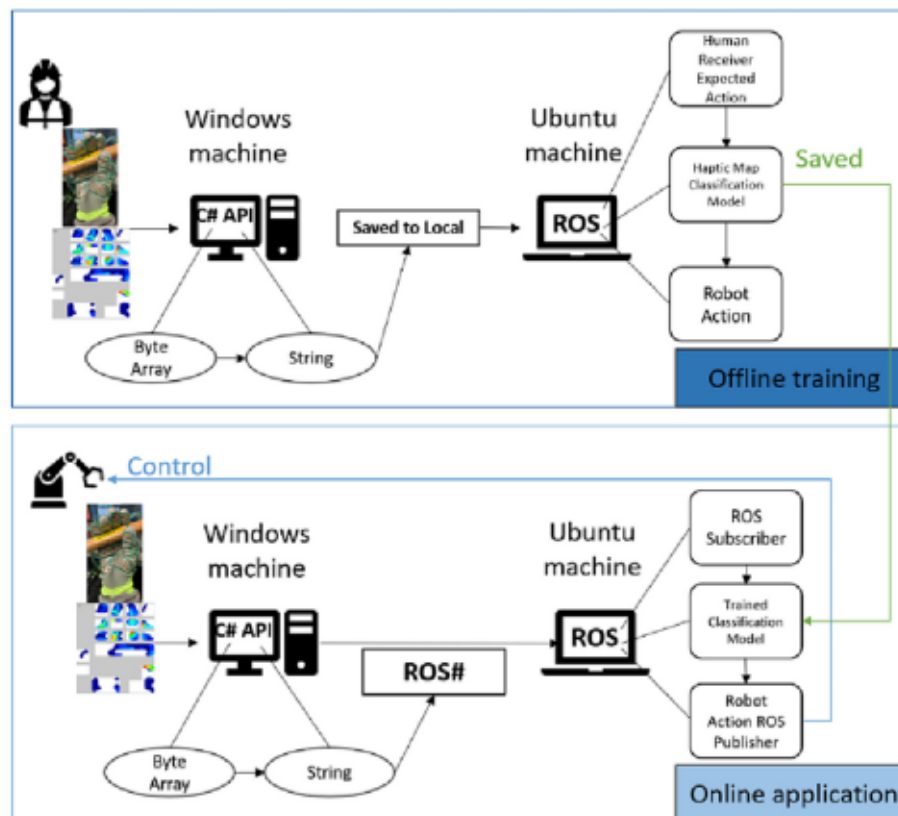 Human
Receiver
Expected
Action
Windows
machine
Ubuntu
machine
Saved
C# API
Haptic Map
Classification
Model
Saved to Local
ROS
Robot
Action
Byte
Array
String
Offline training
Control
Windows
machine
Ubuntu
machine
ROS
Subscriber
C# API
ROS
Trained
Classification
Model
ROS#
Robot
Action ROS
Publisher
Byte
Array
String
Online application